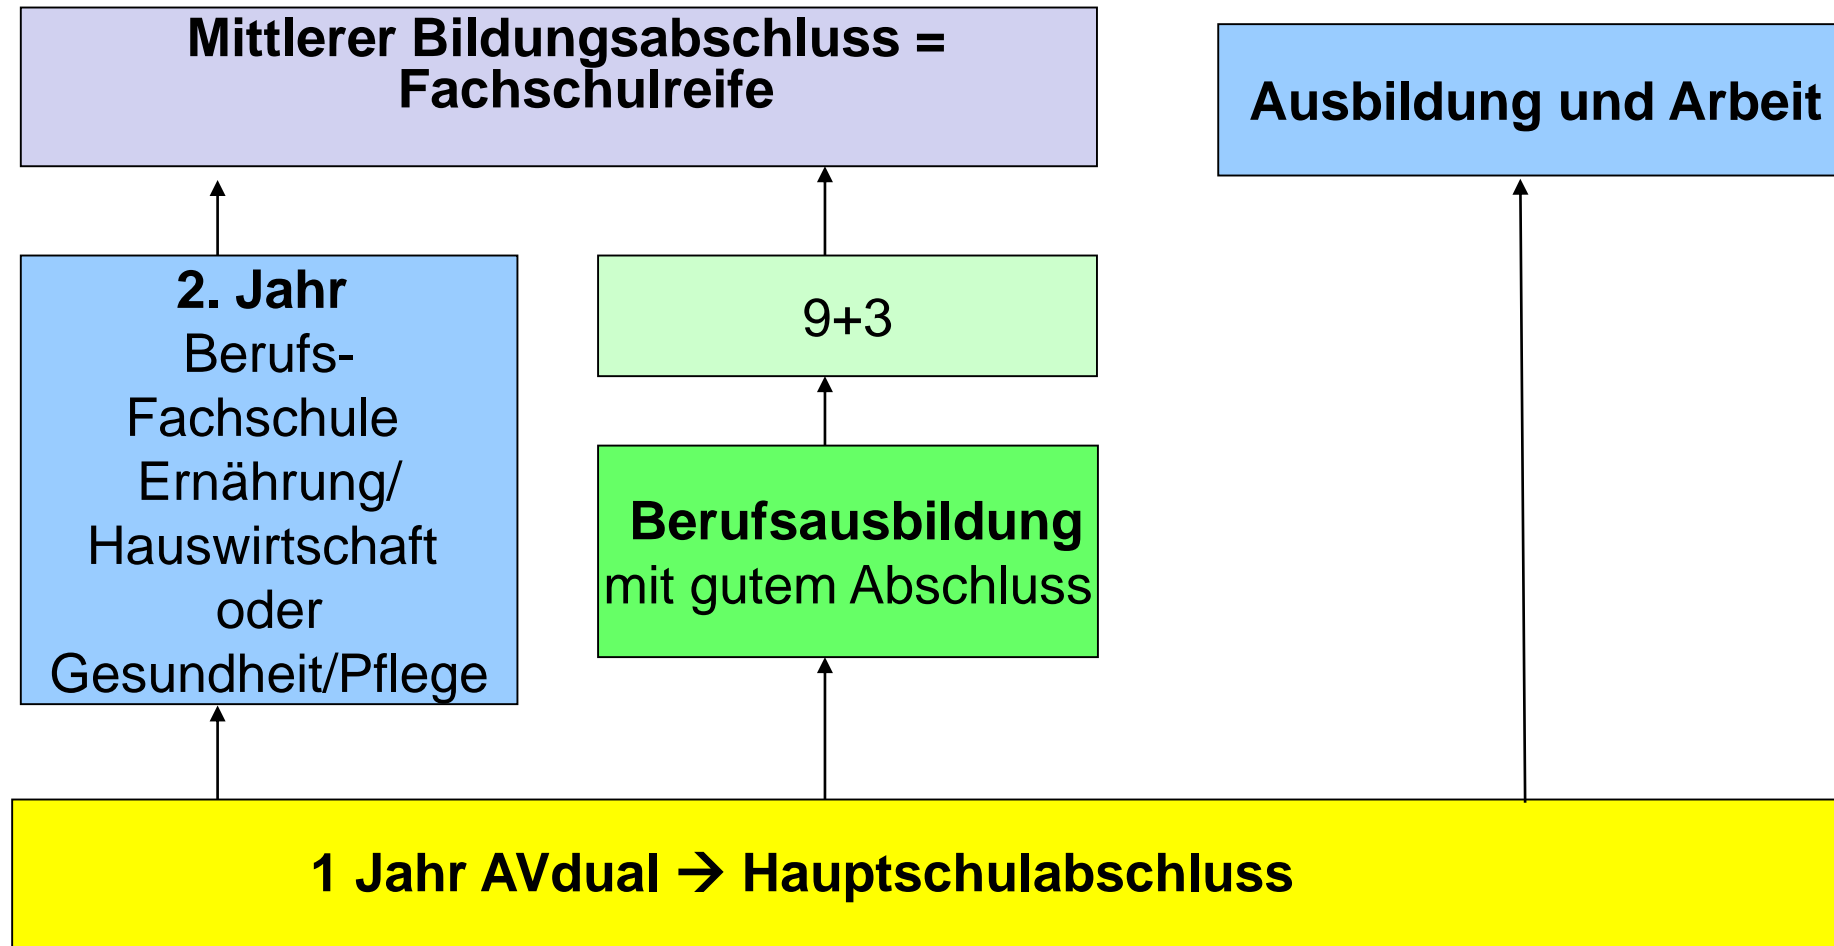 Mittlerer Bildungsabschluss =
Fachschulreife
Ausbildung und Arbeit
2. Jahr
Berufs-
Fachschule
Ernährung/
Hauswirtschaft
oder
Gesundheit/Pflege
9+3
Berufsausbildung
mit gutem Abschluss
1 Jahr AVdual → Hauptschulabschluss